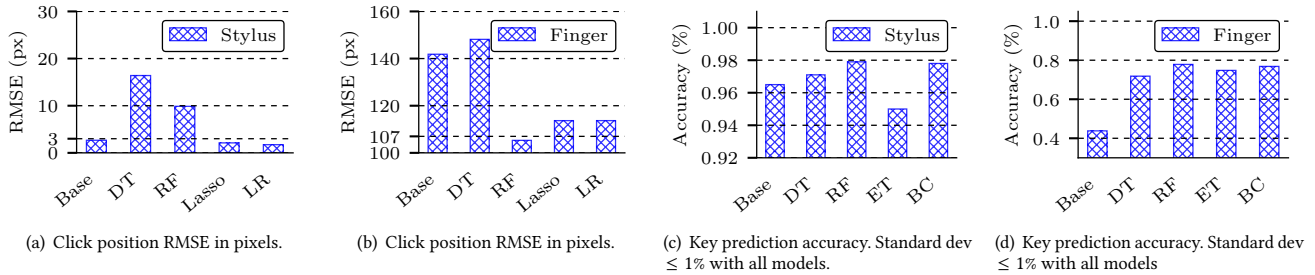 30
20
10
3
0
RMSE (px)
Stylus
Base
DT
RF
Lasso
LR
(a) Click position RMSE in pixels.
160
140
120
107
100
RMSE (px)
Finger
Base
DT
RF
Lasso
LR
(b) Click position RMSE in pixels.
1.00
0.98
0.96
0.94
0.92
Accuracy (%)
Stylus
Base
DT
RF
ET
BC
(c) Key prediction accuracy. Standard dev
≤ 1% with all models.
1.0
0.8
0.6
0.4
Accuracy (%)
Finger
Base
DT
RF
ET
BC
(d) Key prediction accuracy. Standard dev
≤ 1% with all models